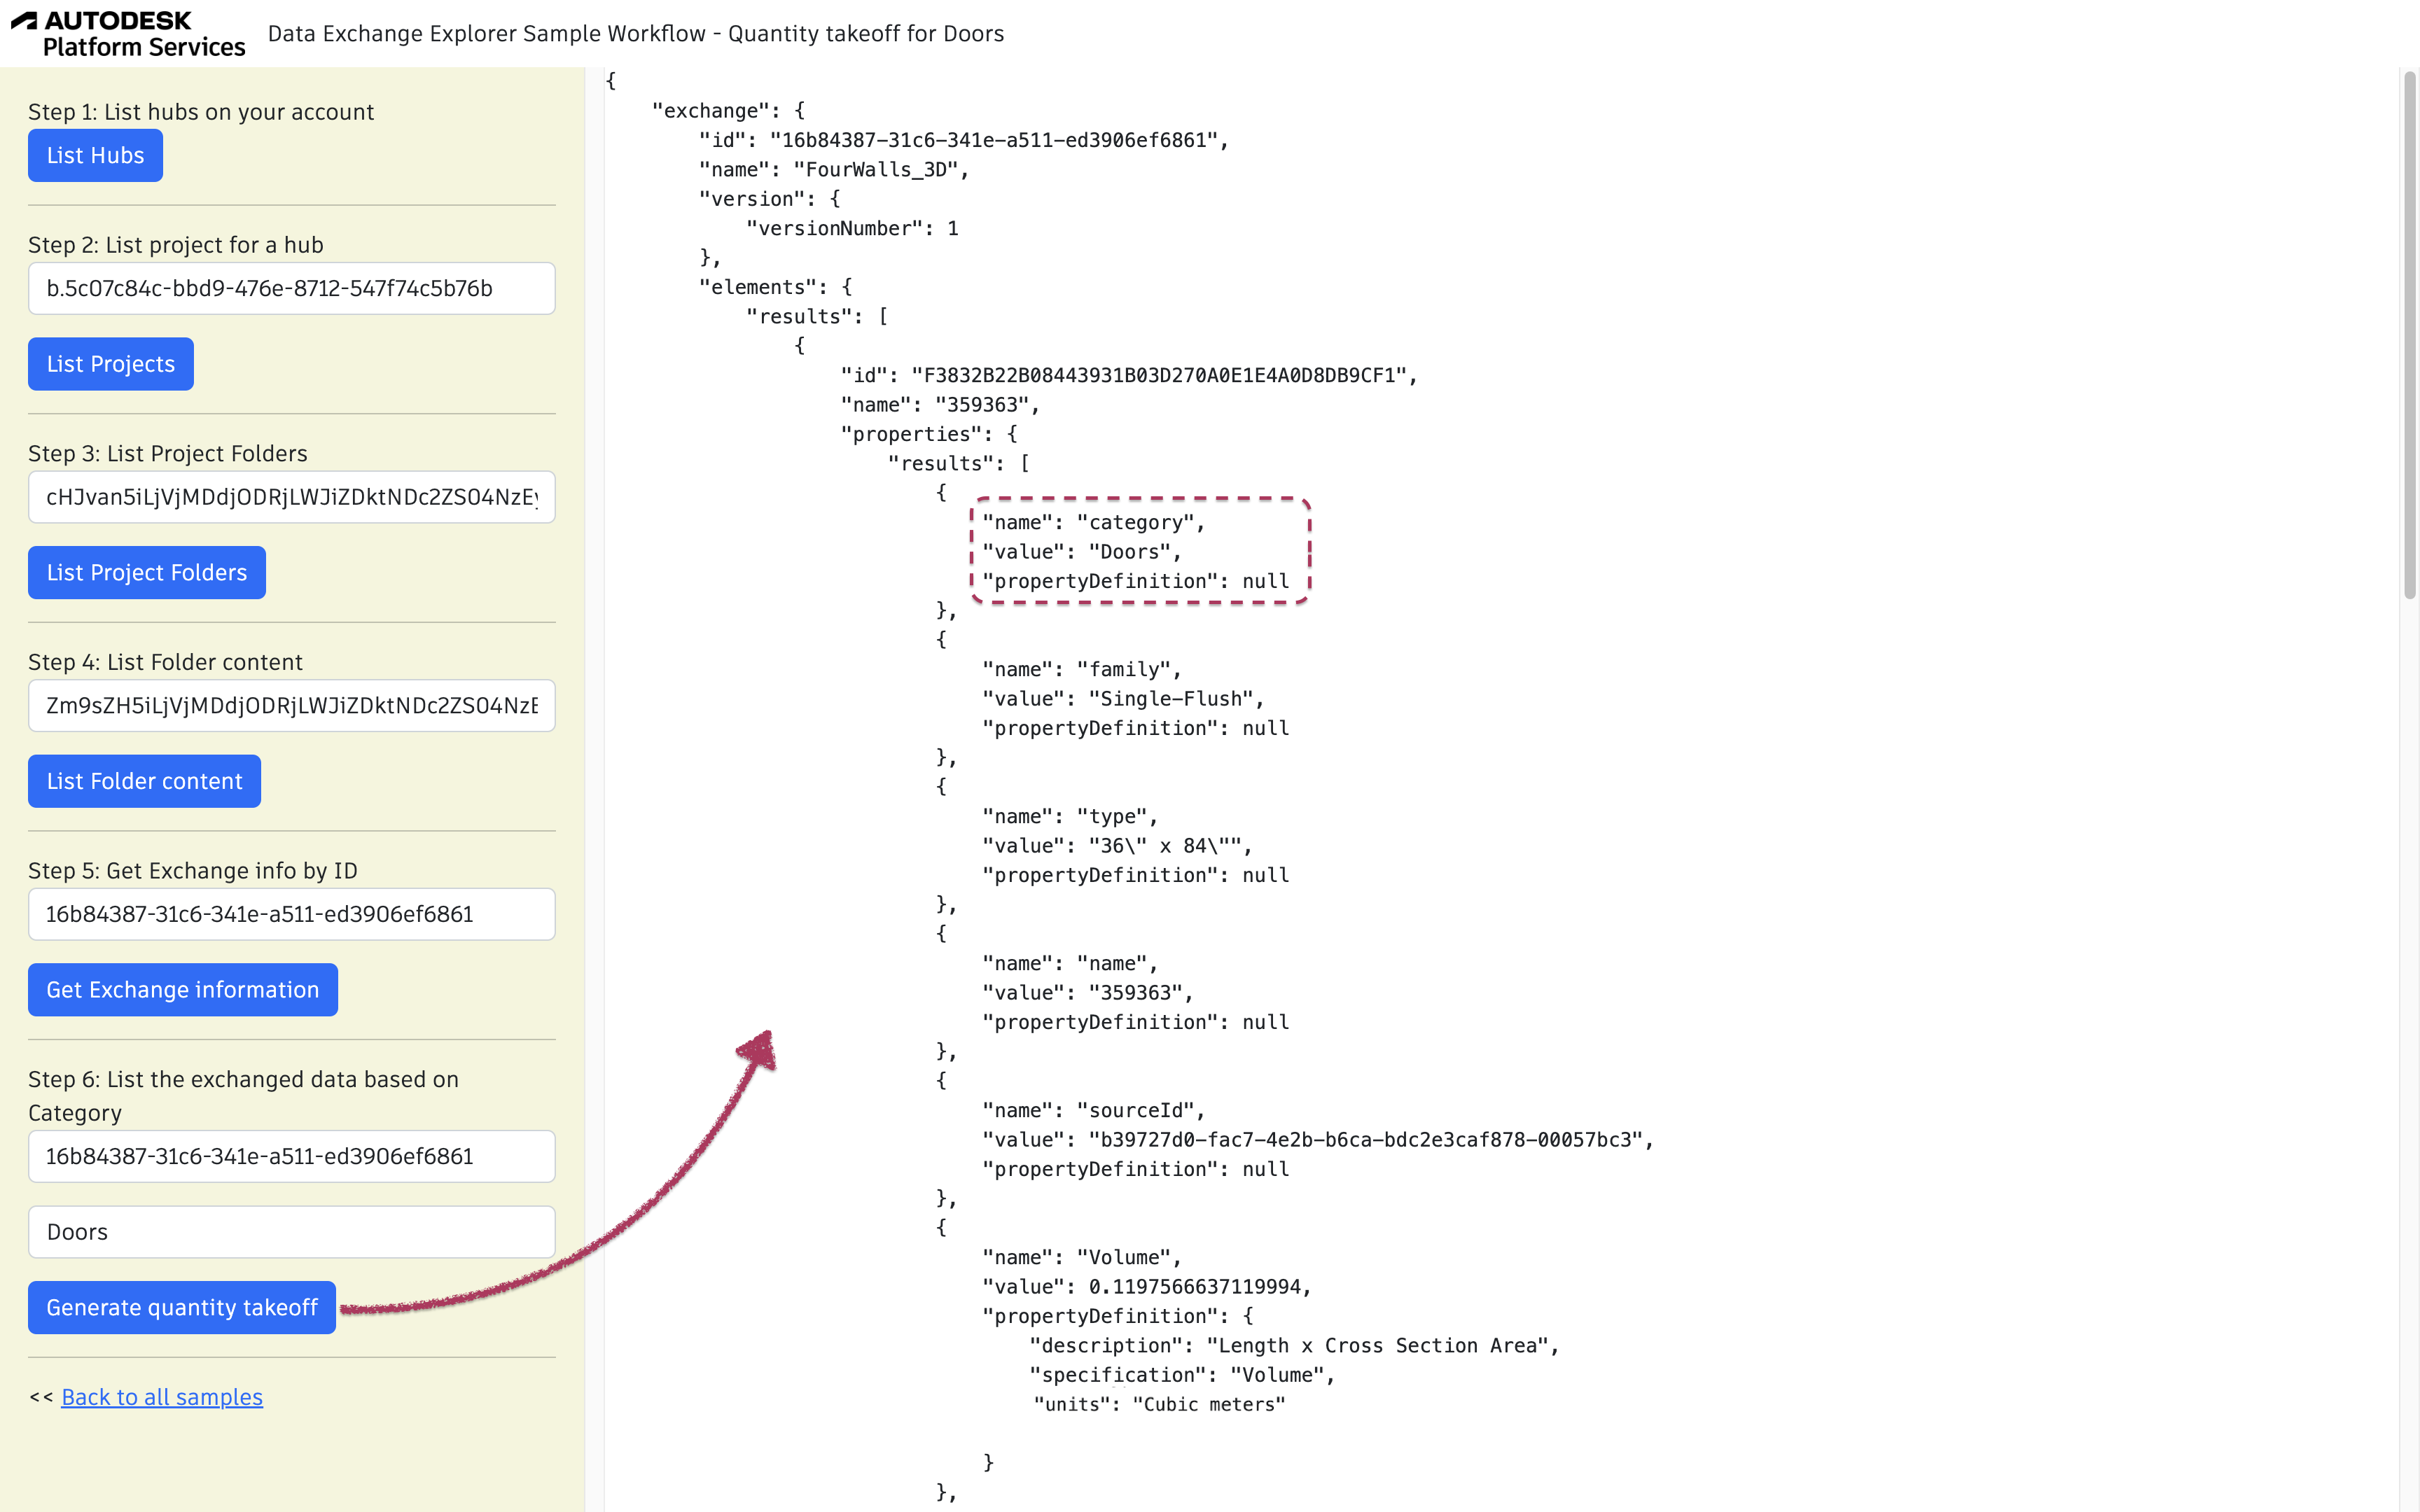 AUTODESK
Platform Services
Data Exchange Explorer Sample Workflow - Quantity takeoff for Doors
Step 1: List hubs on your account
List Hubs
Step 2: List project for a hub
b.5c07c84c-bbd9-476e-8712-547f74c5b76b
List Projects
Step 3: List Project Folders
cHJvan5iLjVjMDdjODRjLWJiZDktNDc2ZS04NzEy
List Project Folders
Step 4: List Folder content
Zm9sZH5iLjVjMDdjODRjLWJiZDktNDc2ZS04NzE
List Folder content
Step 5: Get Exchange info by ID
16b84387-31c6-341e-a511-ed3906ef6861
Get Exchange information
Step 6: List the exchanged data based on
Category
16b84387-31c6-341e-a511-ed3906ef6861
Doors
Generate quantity takeoff
<< Back to all samples
{
"exchange": {
"id": "16b84387-31c6-341e-a511-ed3906ef6861",
"name": "FourWalls_3D",
"version": {
"versionNumber": 1
},
"elements": {
"results": [
{
"id": "F3832B22B08443931B03D270A0E1E4A0D8DB9CF1",
"name": "359363",
"properties": {
"results": [
{
"name": "category",
"value": "Doors",
"propertyDefinition": null
},
{
"name": "family",
"value": "Single-Flush",
"propertyDefinition": null
},
{
"name": "type",
"value": "36\" x 84\"",
"propertyDefinition": null
},
{
"name": "name",
"value": "359363",
"propertyDefinition": null
},
{
"name": "sourceId",
"value": "b39727d0-fac7-4e2b-b6ca-bdc2e3caf878-00057bc3",
"propertyDefinition": null
},
{
"name": "Volume",
"value": 0.1197566637119994,
"propertyDefinition": {
"description": "Length x Cross Section Area",
"specification": "Volume",
"units": "Cubic meters"
}
},